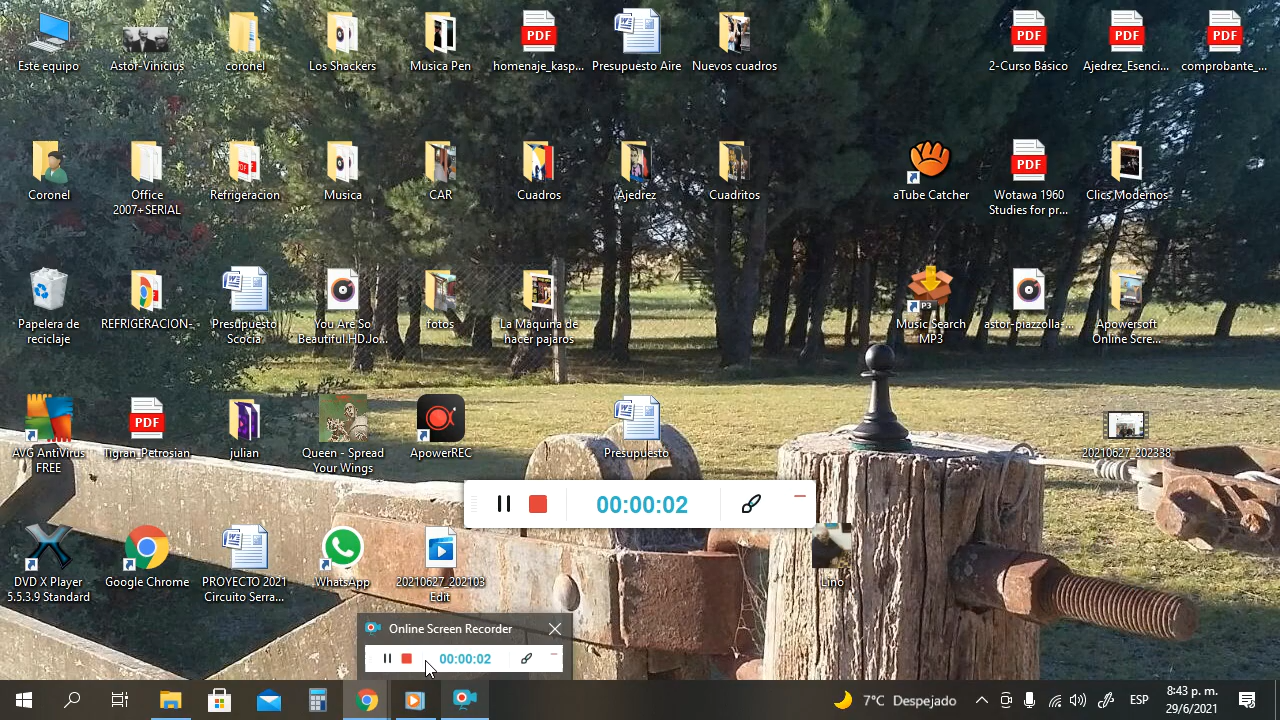 Este equipo
Astor-Vinicius
coronel
Los Shackers
Musica Pen
homenaje_kasp...
Presupuesto Aire
Nuevos cuadros
2-Curso Básico
Ajedrez_Esenci...
comprobante_...
PDF
PDF
PDF
PDF
Coronel
Office
2007+SERIAL
Refrigeracion
Musica
CAR
Cuadros
Ajedrez
Cuadritos
aTube Catcher
Wotawa 1960
Studies for pr...
Clics Modernos
PDF
Papelera de
reciclaje
REFRIGERACION-
Presupuesto
Scocia
You Are So
Beautiful.HD.Jo...
fotos
La Maquina de
hacer pajaros
Music Search
MP3
astor-piazzolla-...
Apowersoft
Online Scre...
P3
AVG AntiVirus
FREE
Tigran_Petrosian
julian
Queen - Spread
Your Wings
ApowerREC
Presupuesto
20210627_202338
PDF
00:00:02
DVD X Player
5.5.3.9 Standard
Google Chrome
PROYECTO 2021
Circuito Serra...
WhatsApp
20210627_202103
Edit
Lino
Online Screen Recorder
00:00:02
7°C Despejado
ESP
8:43 p. m.
29/6/2021